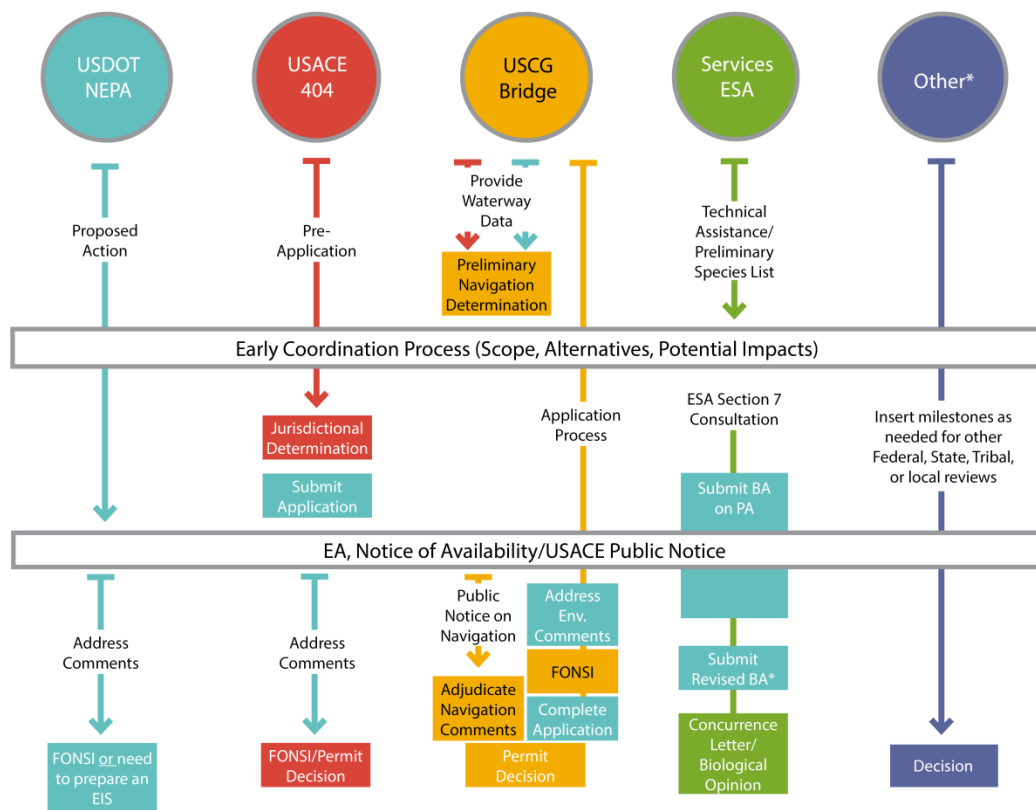 USDOT
NEPA
USACE
404
USCG
Bridge
Services
ESA
Other*
Proposed
Action
Pre-
Application
Provide
Waterway
Data
Preliminary
Navigation
Determination
Technical
Assistance/
Preliminary
Species List
Early Coordination Process (Scope, Alternatives, Potential Impacts)
Jurisdictional
Determination
Submit
Application
Application
Process
ESA Section 7
Consultation
Submit BA
on PA
Insert milestones as
needed for other
Federal, State, Tribal,
or local reviews
EA, Notice of Availability/USACE Public Notice
Address
Comments
FONSI or need
to prepare an
EIS
Address
Comments
FONSI/Permit
Decision
Public
Notice on
Navigation
Adjudicate
Navigation
Comments
Address
Env.
Comments
FONSI
Complete
Application
Permit
Decision
Submit
Revised BA*
Concurrence
Letter/
Biological
Opinion
Decision